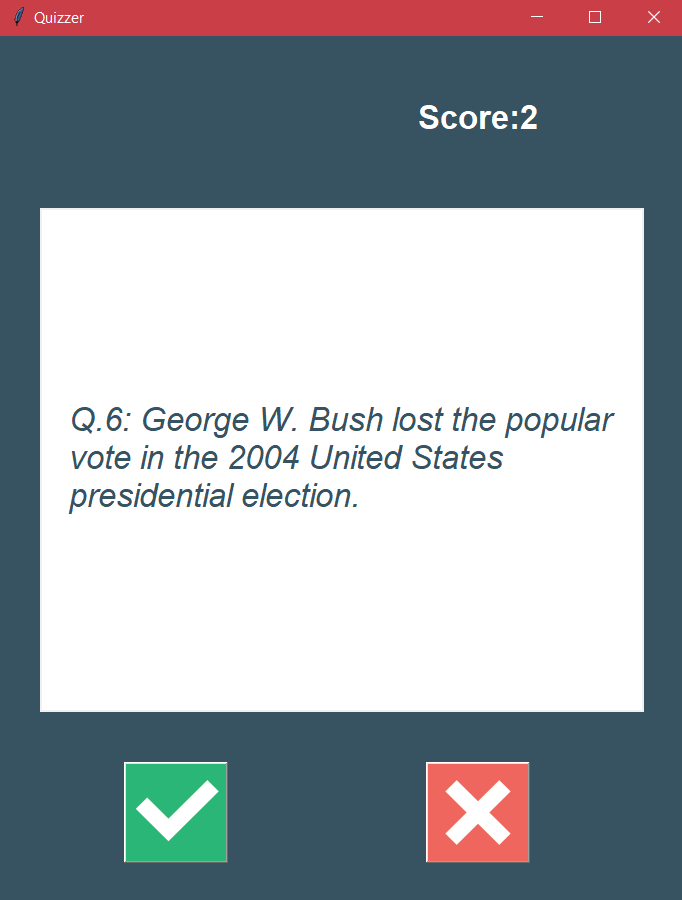 Quizzer
Score:2
Q.6: George W. Bush lost the popular
vote in the 2004 United States
presidential election.